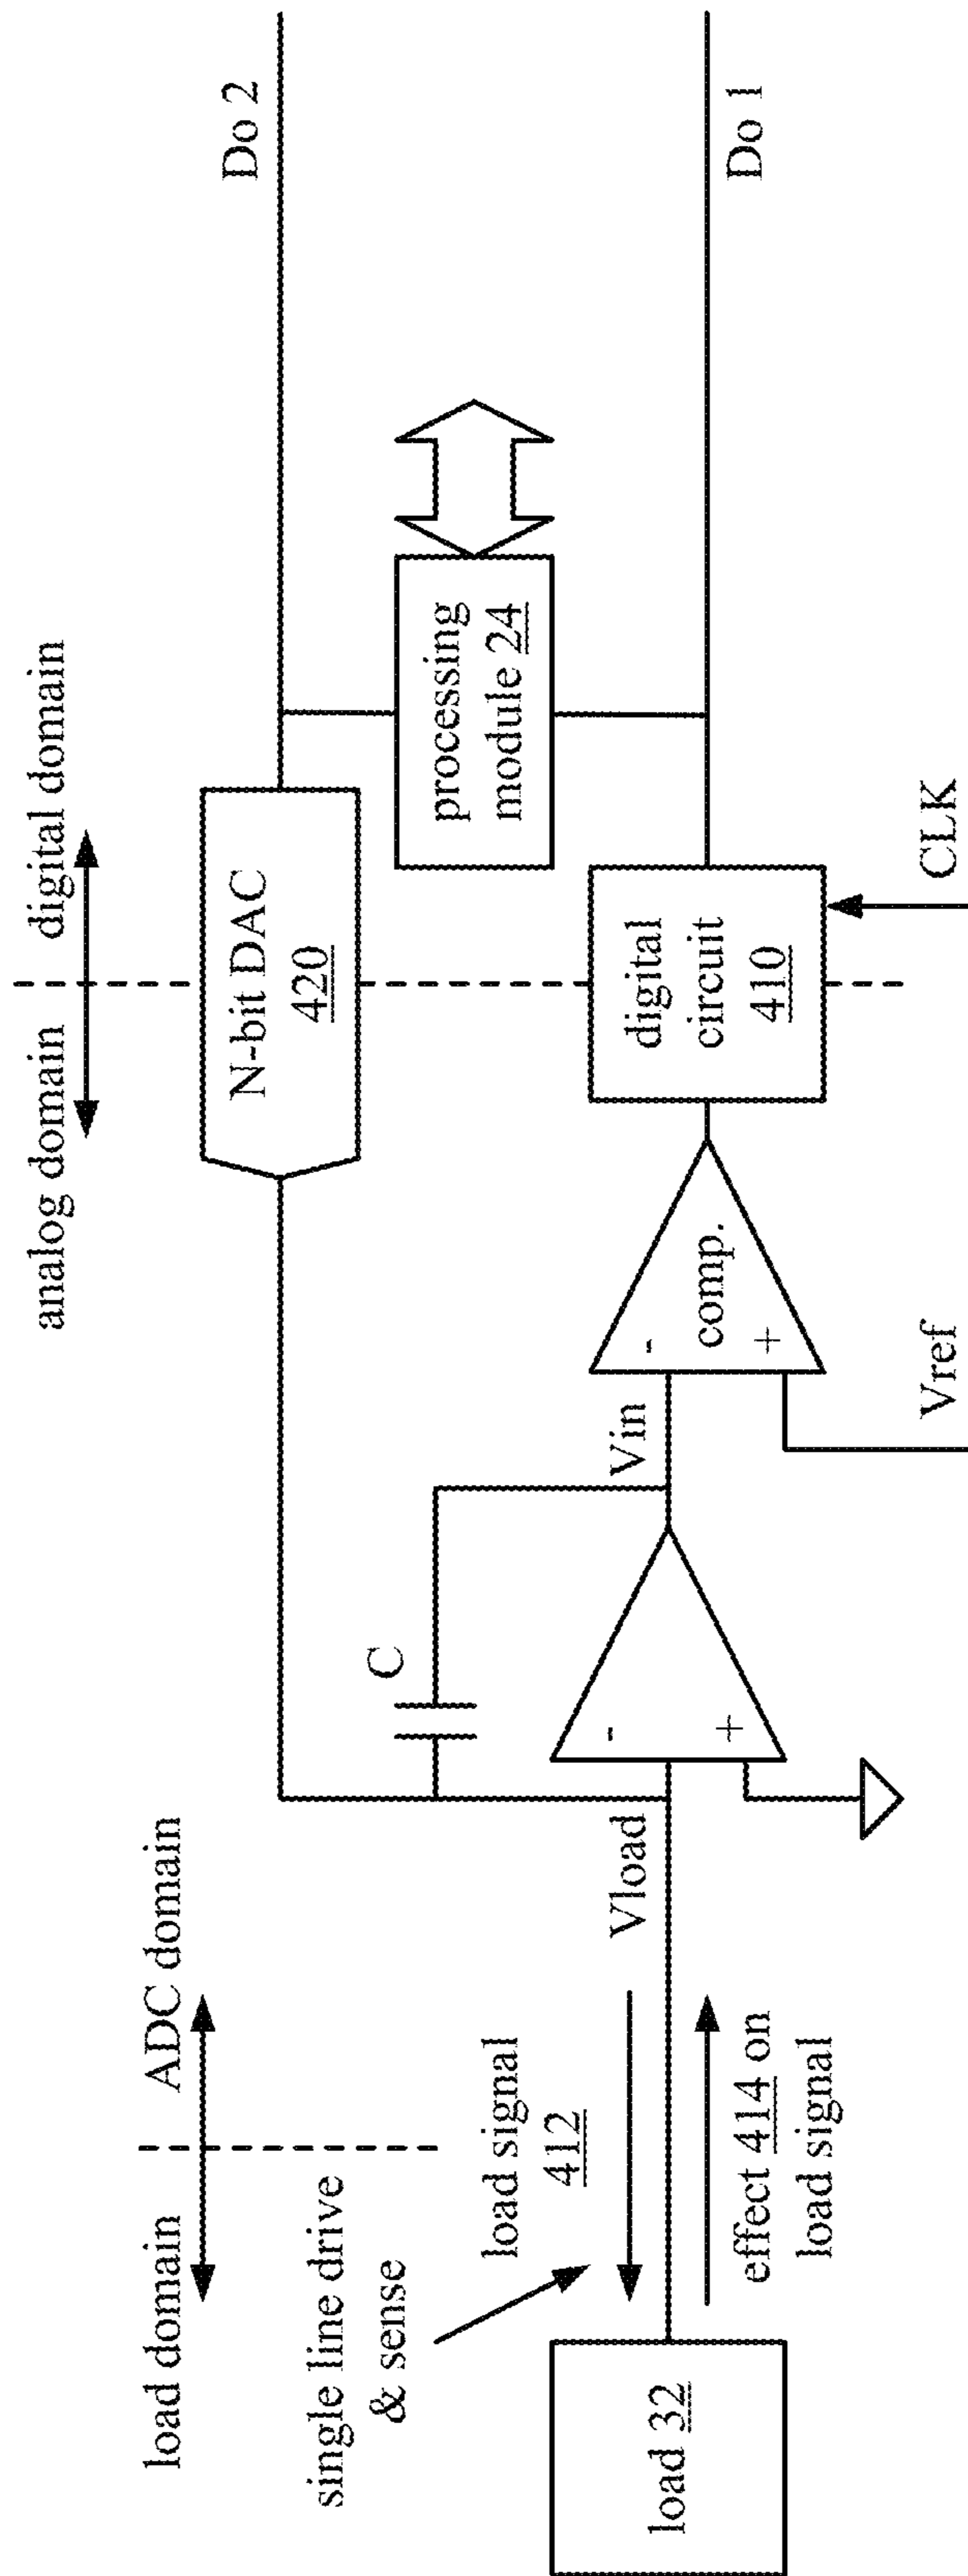 analog domain
digital domain
load domain
ADC domain
single line drive
& sense
N-bit DAC
420
Do 2
C
processing
module 24
load signal
412
Vload
-
+
Vin
-
comp.
+
digital
circuit
410
Do 1
load 32
effect 414 on
load signal
Vref
CLK